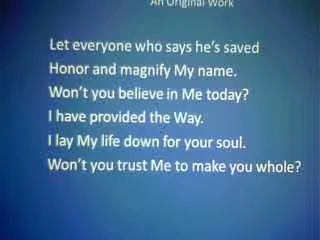 An Original Work
Let everyone who says he's saved
Honor and magnify My name.
Won't you believe in Me today?
I have provided the Way.
I lay My life down for your soul.
Won't you trust Me to make you whole?